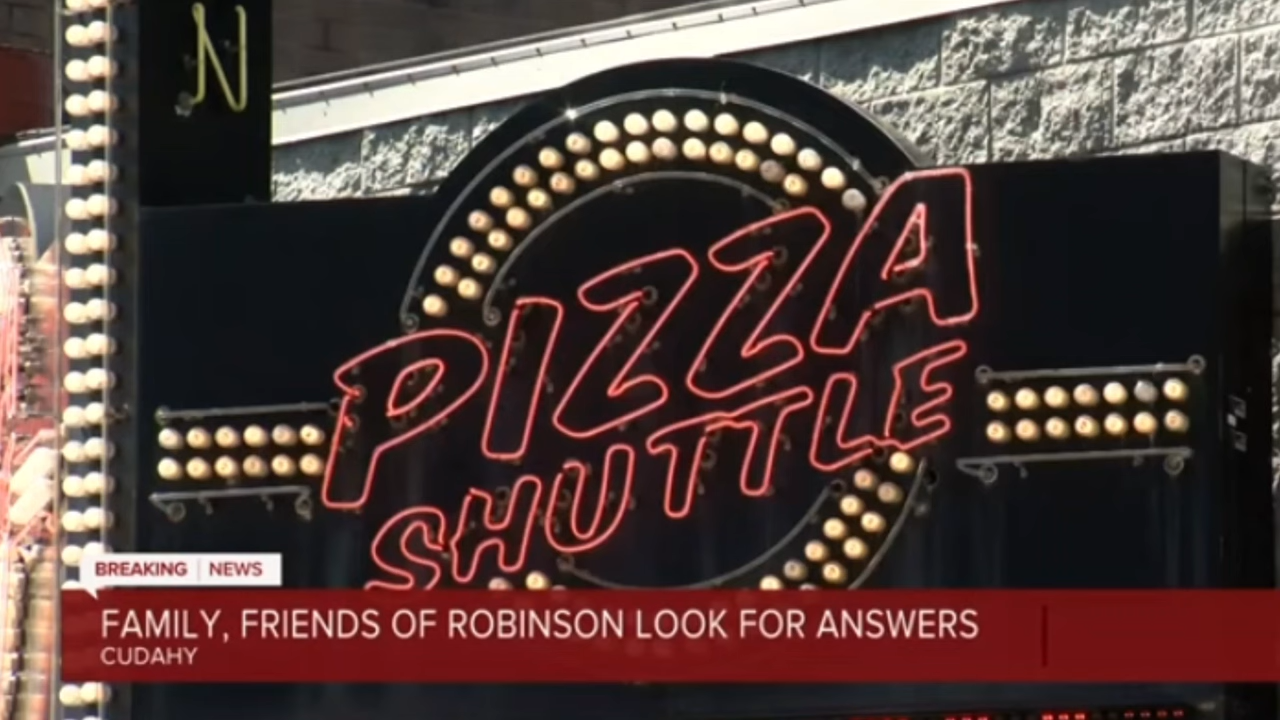 N
PIZZA
SHUTTLE
BREAKING NEWS
FAMILY, FRIENDS OF ROBINSON LOOK FOR ANSWERS
CUDAHY